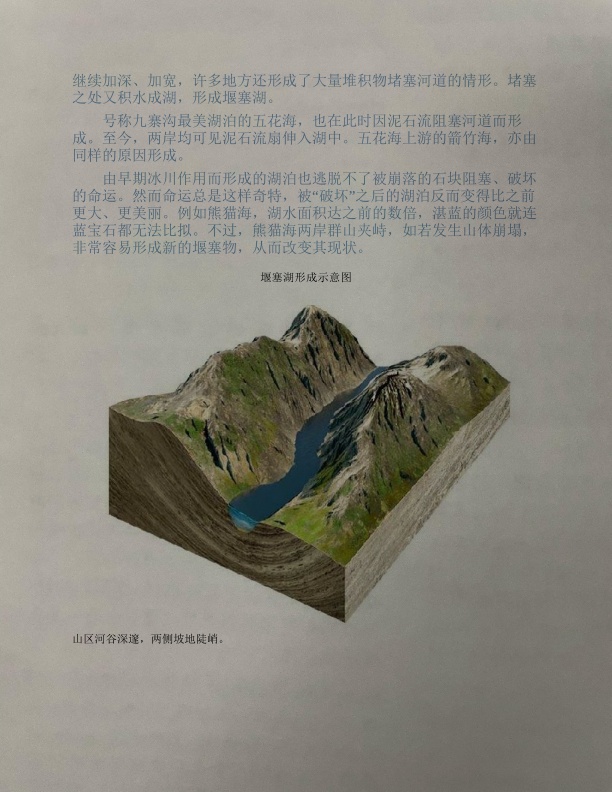 继续加深、加宽，许多地方还形成了大量堆积物堵塞河道的情形。堵塞
之处又积水成湖，形成堰塞湖。
号称九寨沟最美湖泊的五花海，也在此时因泥石流阻塞河道而形
成。至今，两岸均可见泥石流扇伸入湖中。五花海上游的箭竹海，亦由
同样的原因形成。
由早期冰川作用而形成的湖泊也逃脱不了被崩落的石块阻塞、破坏
的命运。然而命运总是这样奇特，被“破坏”之后的湖泊反而变得比之前
更大、更美丽。例如熊猫海，湖水面积达之前的数倍，湛蓝的颜色就连
蓝宝石都无法比拟。不过，熊猫海两岸群山夹峙，如若发生山体崩塌，
非常容易形成新的堰塞物，从而改变其现状。
堰塞湖形成示意图
山区河谷深邃，两侧坡地陡峭。